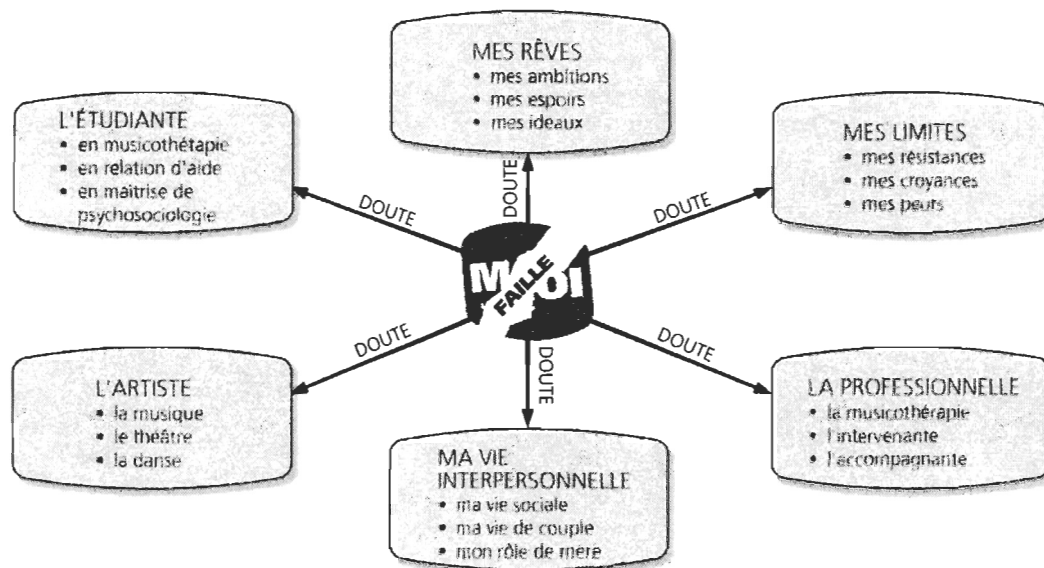 MES RÊVES
• mes ambitions
• mes espoirs
• mes ideaux
L'ÉTUDIANTE
• en musicothétapie
• en relation d'aide
• en maîtrise de
psychosociologie
MES LIMITES
• mes résistances
• mes croyances
• mes peurs
DOUTE
DOUTE
DOUTE
MOI
FAILLE
DOUTE
DOUTE
DOUTE
L'ARTISTE
• la musique
• le théâtre
• la danse
MA VIE
INTERPERSONNELLE
• ma vie sociale
• ma vie de couple
• mon rôle de mère
LA PROFESSIONNELLE
• la musicothérapie
• l'intervenante
• l'accompagnante